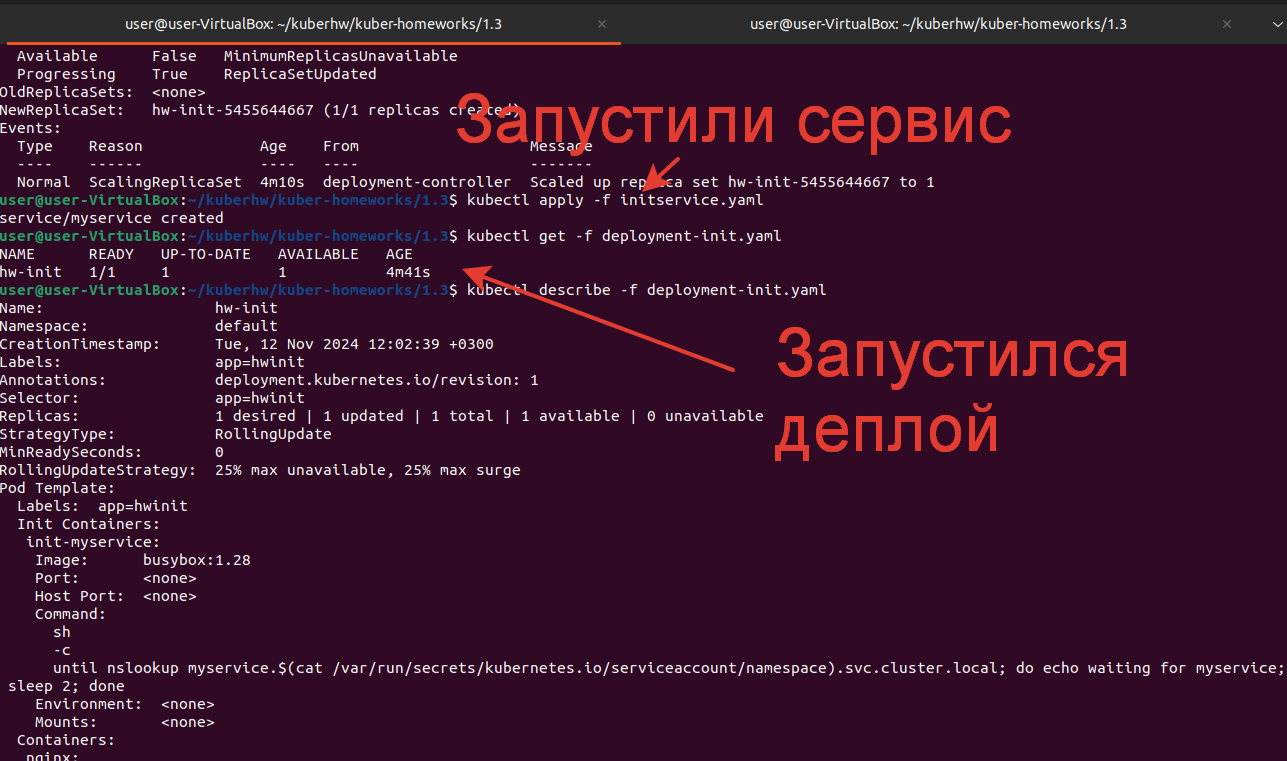 user@user-VirtualBox: ~/kuberhw/kuber-homeworks/1.3 × user@user-VirtualBox: ~/kuberhw/kuber-homeworks/1.3 ×
Available False MinimumReplicasUnavailable
Progressing True ReplicaSetUpdated
OldReplicaSets: <none>
NewReplicaSet: hw-init-5455644667 (1/1 replicas created)
Запустили сервис
Events:
Type Reason Age From Message
---- ------ ---- ---- -------
Normal ScalingReplicaSet 4m10s deployment-controller Scaled up replica set hw-init-5455644667 to 1
user@user-VirtualBox:~/kuberhw/kuber-homeworks/1.3$ kubectl apply -f initservice.yaml
service/myservice created
user@user-VirtualBox:~/kuberhw/kuber-homeworks/1.3$ kubectl get -f deployment-init.yaml
NAME READY UP-TO-DATE AVAILABLE AGE
hw-init 1/1 1 1 4m41s
user@user-VirtualBox:~/kuberhw/kuber-homeworks/1.3$ kubectl describe -f deployment-init.yaml
Name: hw-init
Namespace: default
CreationTimestamp: Tue, 12 Nov 2024 12:02:39 +0300
Labels: app=hwinit
Annotations: deployment.kubernetes.io/revision: 1
Selector: app=hwinit
Replicas: 1 desired | 1 updated | 1 total | 1 available | 0 unavailable
StrategyType: RollingUpdate
MinReadySeconds: 0
RollingUpdateStrategy: 25% max unavailable, 25% max surge
Запустился
деплой
Pod Template:
Labels: app=hwinit
Init Containers:
init-myservice:
Image: busybox:1.28
Port: <none>
Host Port: <none>
Command:
sh
-c
until nslookup myservice.$(cat /var/run/secrets/kubernetes.io/serviceaccount/namespace).svc.cluster.local; do echo waiting for myservice;
sleep 2; done
Environment: <none>
Mounts: <none>
Containers:
nginx: